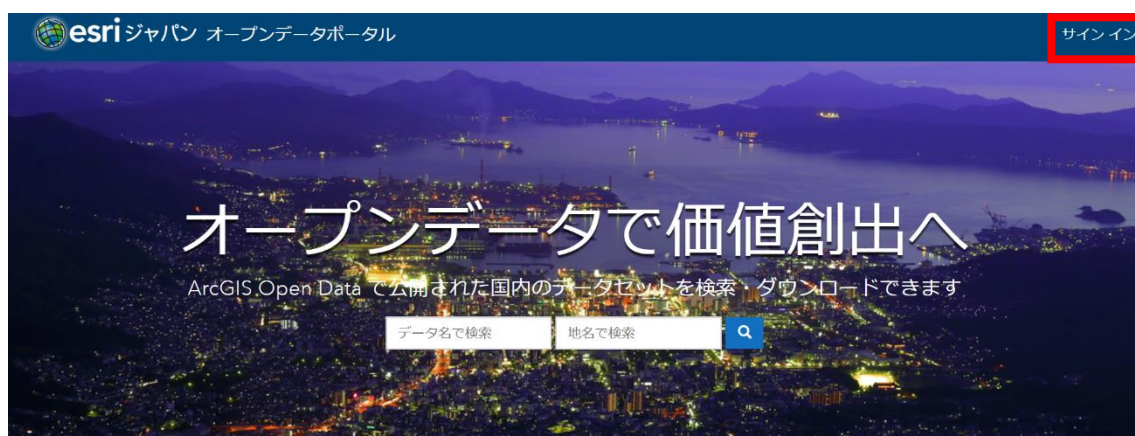 esriジャパン オープンデータポータル
サイン イン
オープンデータで価値創出へ
ArcGIS Open Data で公開された国内のデータセットを検索・ダウンロードできます
データ名で検索 地名で検索